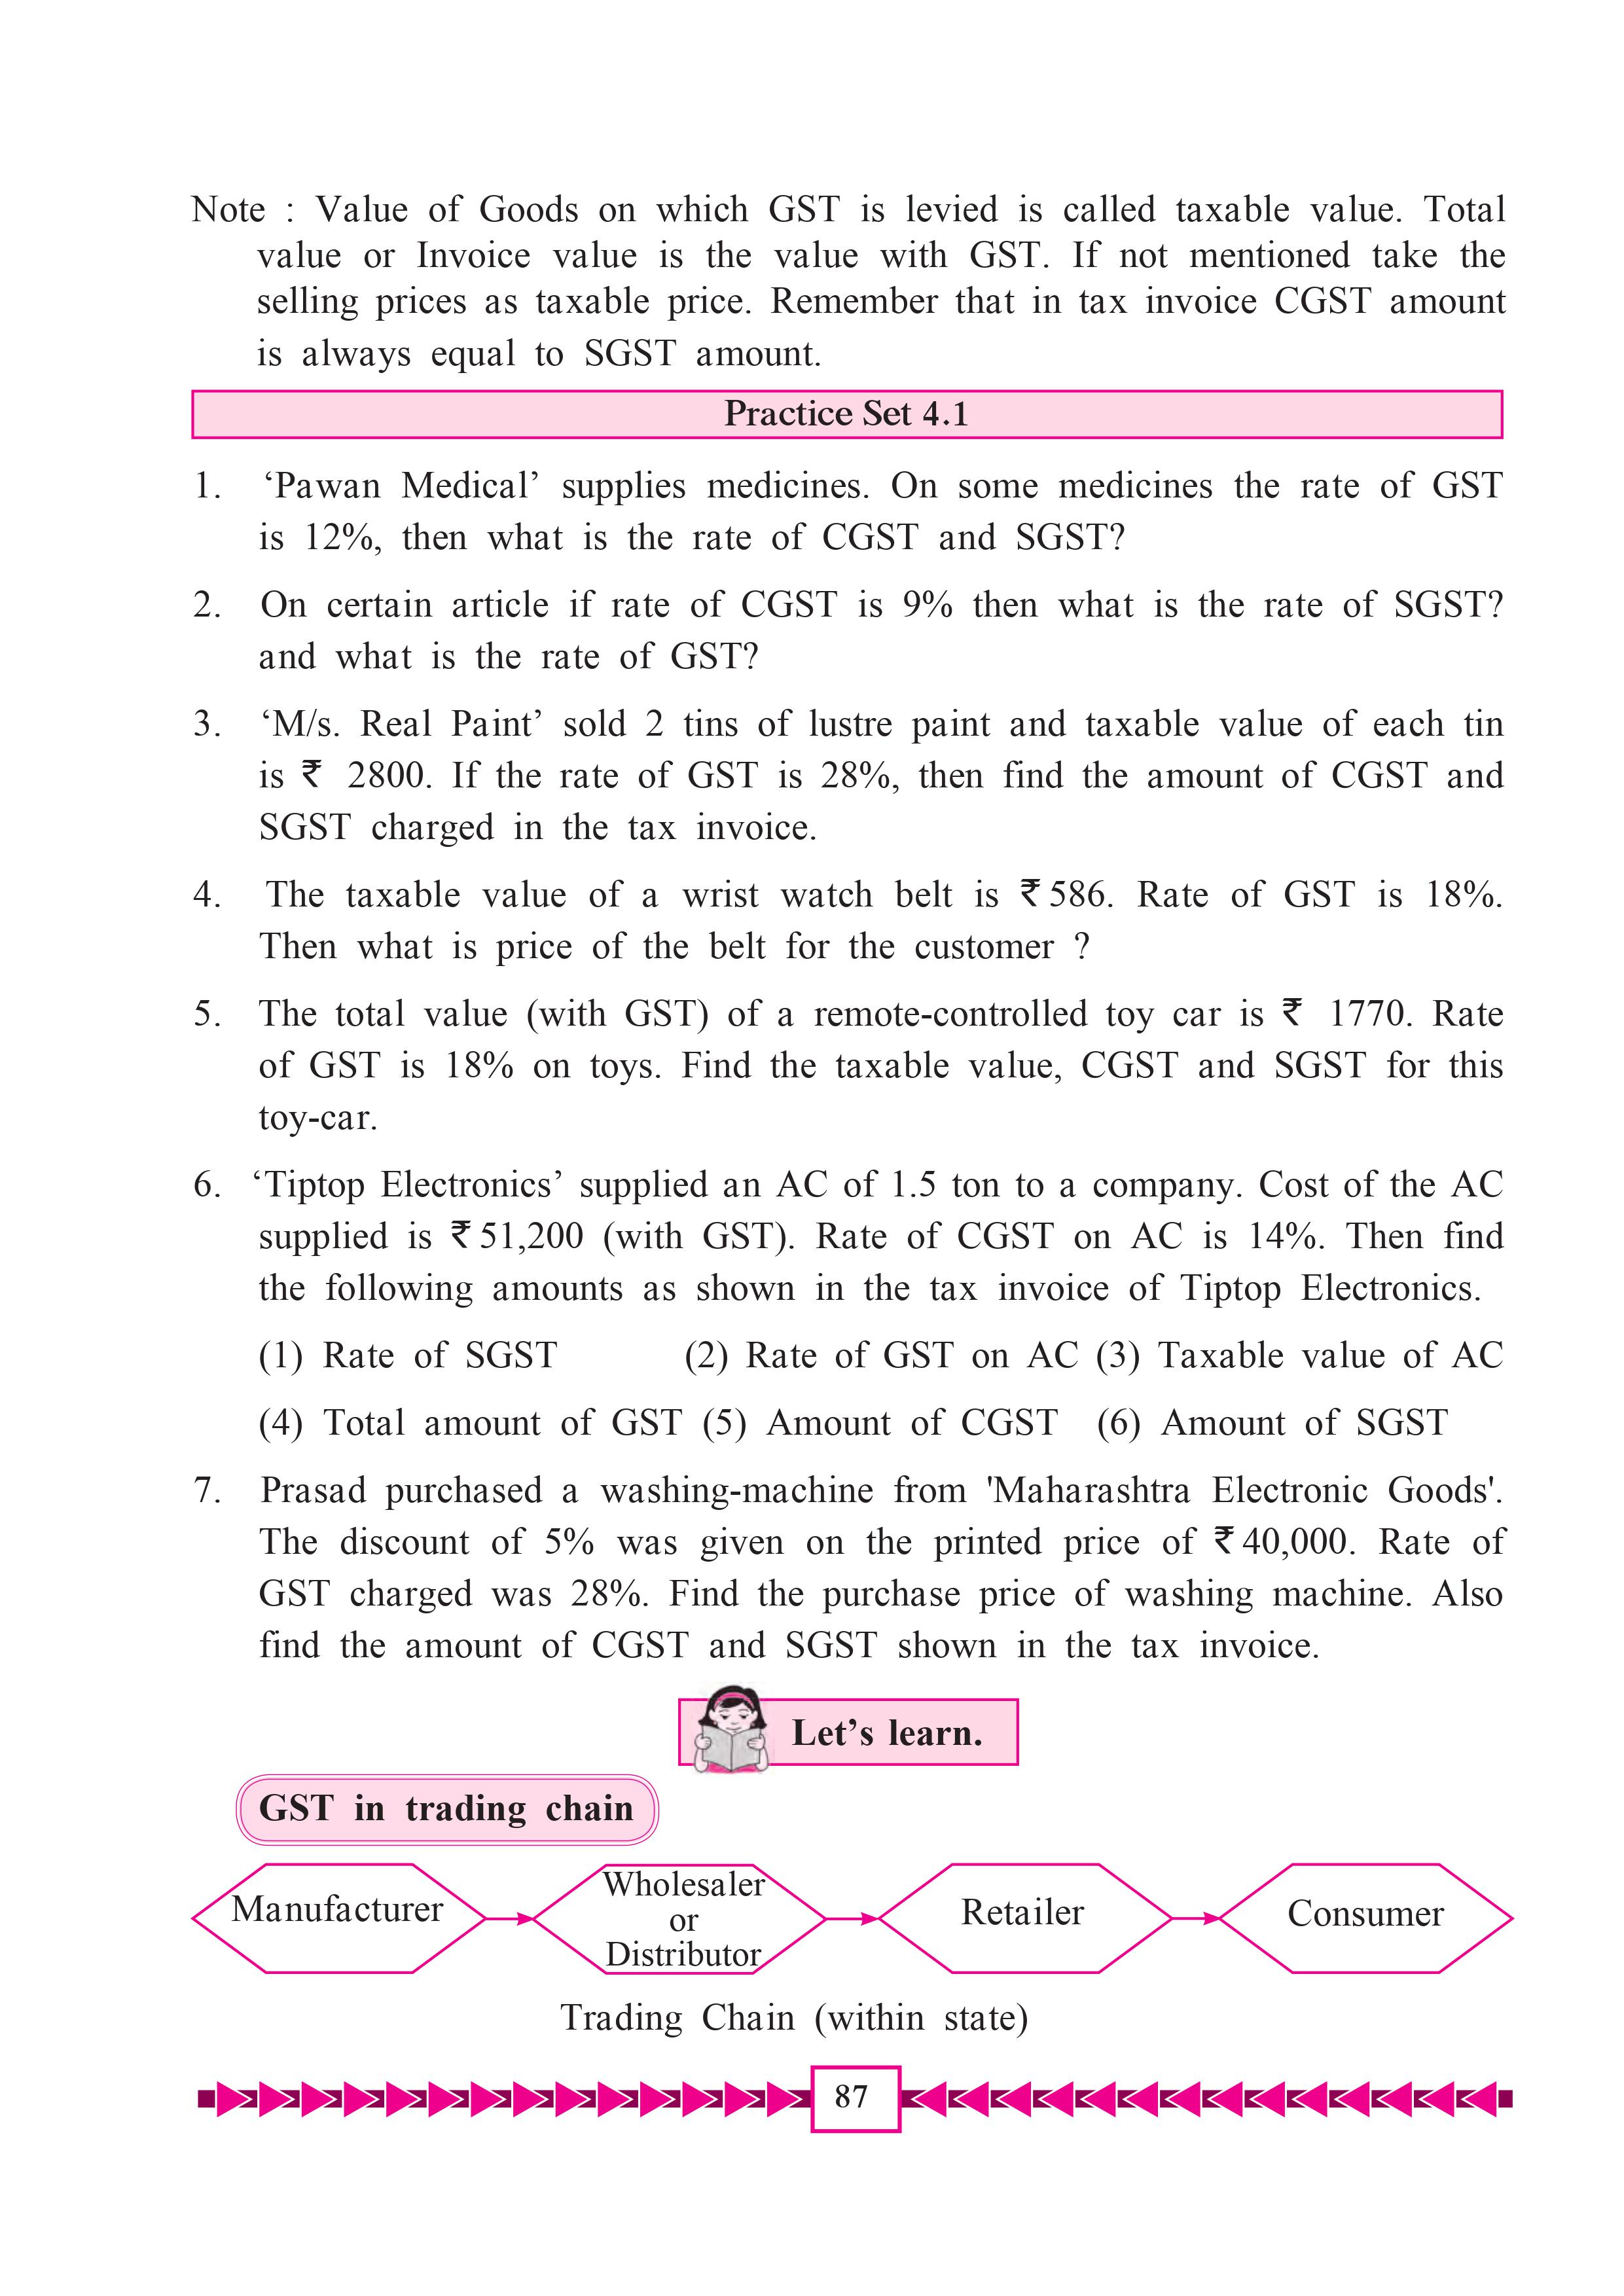 Note : Value of Goods on which GST is levied is called taxable value. Total
value or Invoice value is the value with GST. If not mentioned take the
selling prices as taxable price. Remember that in tax invoice CGST amount
is always equal to SGST amount.
Practice Set 4.1
1. ‘Pawan Medical’ supplies medicines. On some medicines the rate of GST
is 12%, then what is the rate of CGST and SGST?
2. On certain article if rate of CGST is 9% then what is the rate of SGST?
and what is the rate of GST?
3. ‘M/s. Real Paint’ sold 2 tins of lustre paint and taxable value of each tin
is ₹ 2800. If the rate of GST is 28%, then find the amount of CGST and
SGST charged in the tax invoice.
4. The taxable value of a wrist watch belt is ₹ 586. Rate of GST is 18%.
Then what is price of the belt for the customer ?
5. The total value (with GST) of a remote-controlled toy car is ₹ 1770. Rate
of GST is 18% on toys. Find the taxable value, CGST and SGST for this
toy-car.
6. ‘Tiptop Electronics’ supplied an AC of 1.5 ton to a company. Cost of the AC
supplied is ₹ 51,200 (with GST). Rate of CGST on AC is 14%. Then find
the following amounts as shown in the tax invoice of Tiptop Electronics.
(1) Rate of SGST (2) Rate of GST on AC (3) Taxable value of AC
(4) Total amount of GST (5) Amount of CGST (6) Amount of SGST
7. Prasad purchased a washing-machine from 'Maharashtra Electronic Goods'.
The discount of 5% was given on the printed price of ₹ 40,000. Rate of
GST charged was 28%. Find the purchase price of washing machine. Also
find the amount of CGST and SGST shown in the tax invoice.
Let’s learn.
GST in trading chain
Manufacturer
Wholesaler
or
Distributor
Retailer
Consumer
Trading Chain (within state)
87